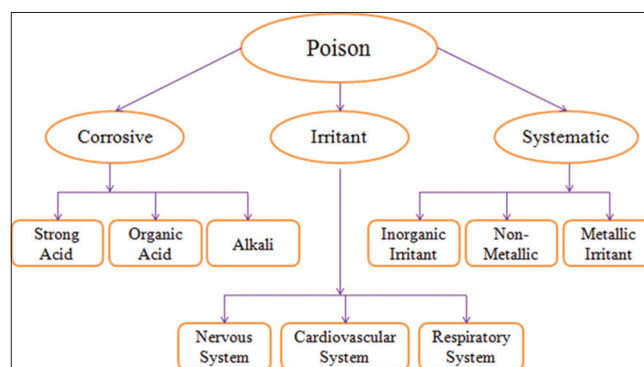 Poison
Corrosive
Irritant
Systematic
Strong
Acid
Organic
Acid
Alkali
Inorganic
Irritant
Non-
Metallic
Metallic
Irritant
Nervous
System
Cardiovascular
System
Respiratory
System